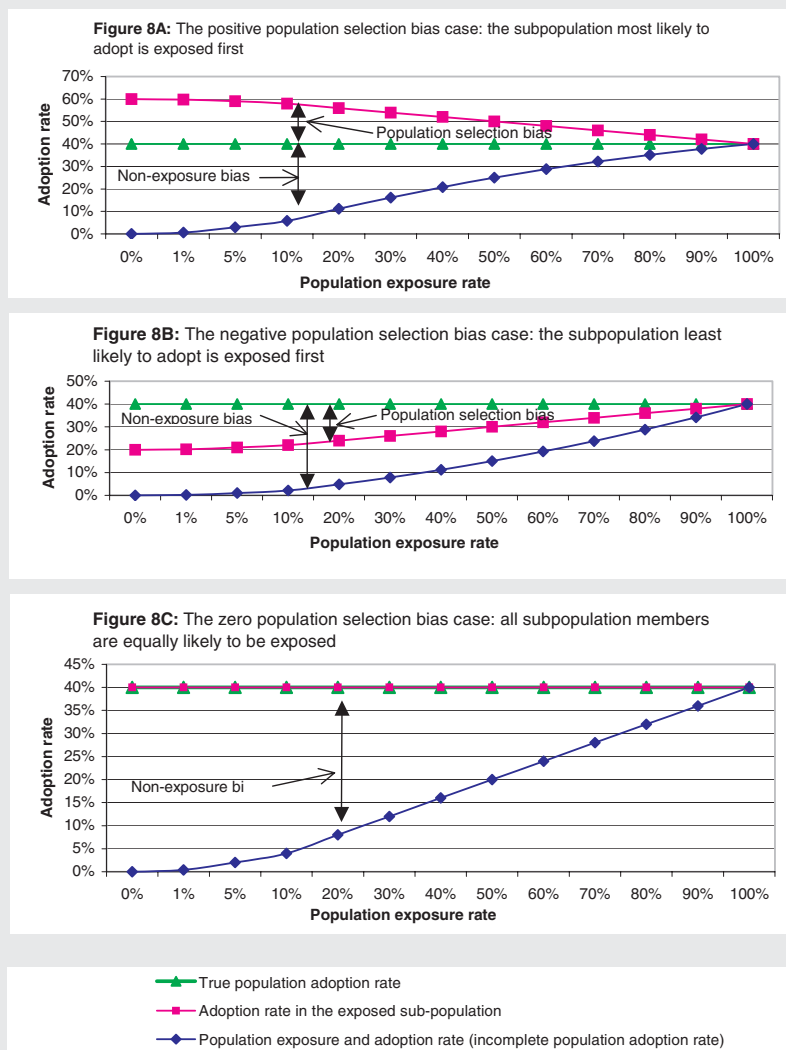 Figure 8A: The positive population selection bias case: the subpopulation most likely to
adopt is exposed first
70%
60%
50%
40%
30%
20%
10%
0%
Adoption rate
Population selection bias
Non-exposure bias
0% 1% 5% 10% 20% 30% 40% 50% 60% 70% 80% 90% 100%
Population exposure rate
Figure 8B: The negative population selection bias case: the subpopulation least
likely to adopt is exposed first
50%
40%
30%
20%
10%
0%
Adoption rate
Non-exposure bias
Population selection bias
0% 1% 5% 10% 20% 30% 40% 50% 60% 70% 80% 90% 100%
Population exposure rate
Figure 8C: The zero population selection bias case: all subpopulation members
are equally likely to be exposed
45%
40%
35%
30%
25%
20%
15%
10%
5%
0%
Adoption rate
Non-exposure bi
0% 1% 5% 10% 20% 30% 40% 50% 60% 70% 80% 90% 100%
Population exposure rate
True population adoption rate
Adoption rate in the exposed sub-population
Population exposure and adoption rate (incomplete population adoption rate)